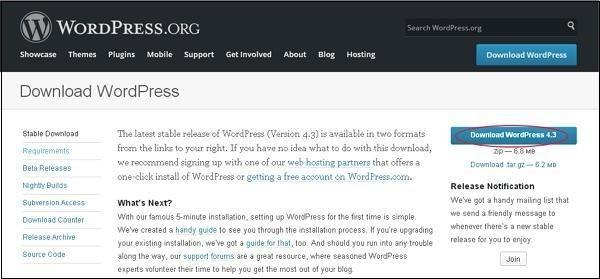 WORDPRESS.ORG
Search WordPress.org
Showcase Themes Plugins Mobile Support Get Involved About Blog Hosting
Download WordPress
Download WordPress
Stable Download
Requirements
Beta Releases
Nightly Builds
Subversion Access
Download Counter
Release Archive
Source Code
The latest stable release of WordPress (Version 4.3) is available in two formats
from the links to your right. If you have no idea what to do with this download,
we recommend signing up with one of our web hosting partners that offers a
one-click install of WordPress or getting a free account on WordPress.com.
What's Next?
With our famous 5-minute installation, setting up WordPress for the first time is simple.
We've created a handy guide to see you through the installation process. If you're upgrading
your existing installation, we've got a guide for that, too. And should you run into any trouble
along the way, our support forums are a great resource, where seasoned WordPress
experts volunteer their time to help you get the most out of your blog.
Download WordPress 4.3
.zip — 6.8 MB
Download .tar.gz — 6.2 MB
Release Notification
We've got a handy mailing list that
we send a friendly message to
whenever there's a new stable
release for you to enjoy.
Join